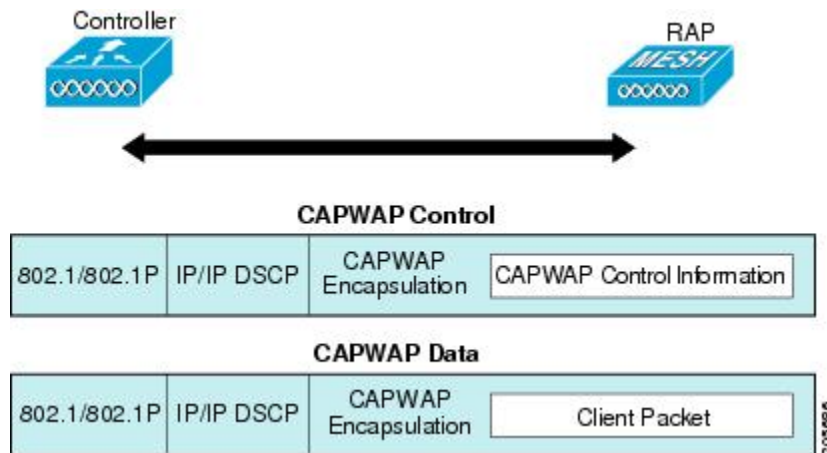 Controller
RAP
MESH
CAPWAP Control
802.1/802.1P IP/IP DSCP CAPWAP Encapsulation CAPWAP Control Information
CAPWAP Data
802.1/802.1P IP/IP DSCP CAPWAP Encapsulation Client Packet